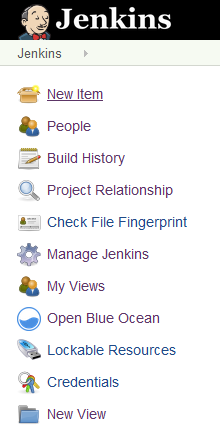 Jenkins
Jenkins
New Item
People
Build History
Project Relationship
Check File Fingerprint
Manage Jenkins
My Views
Open Blue Ocean
Lockable Resources
Credentials
New View